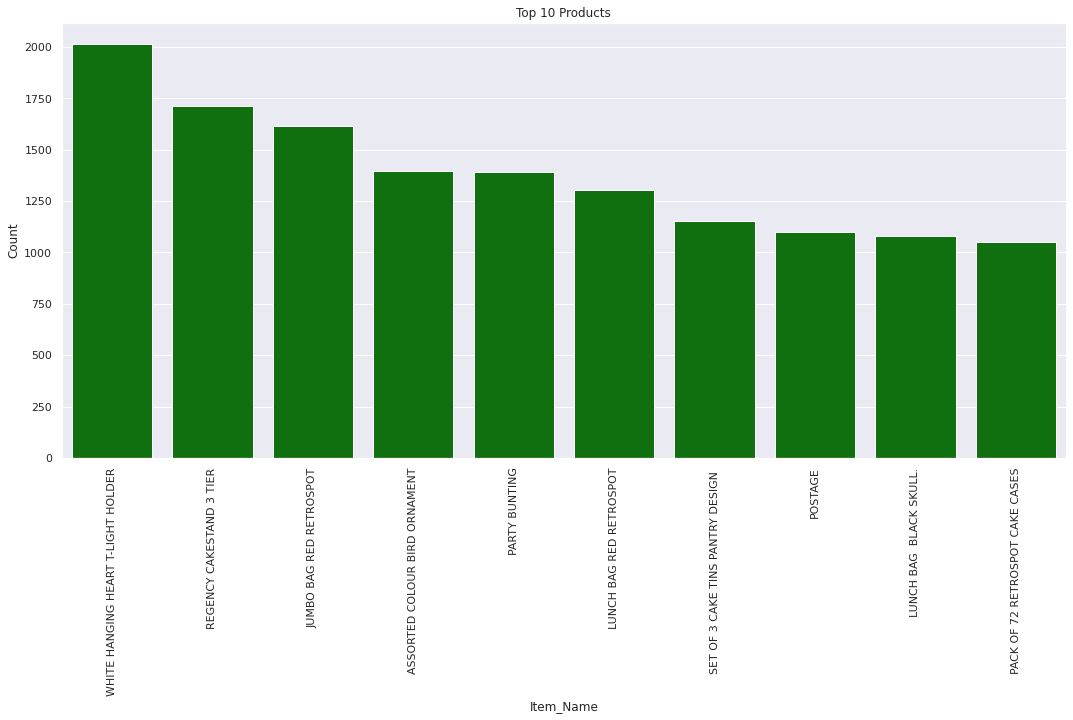 Top 10 Products
2000
1750
1500
1250
1000
750
500
250
0
Count
WHITE HANGING HEART T-LIGHT HOLDER
REGENCY CAKESTAND 3 TIER
JUMBO BAG RED RETROSPOT
ASSORTED COLOUR BIRD ORNAMENT
PARTY BUNTING
LUNCH BAG RED RETROSPOT
SET OF 3 CAKE TINS PANTRY DESIGN
POSTAGE
LUNCH BAG  BLACK SKULL.
PACK OF 72 RETROSPOT CAKE CASES
Item_Name